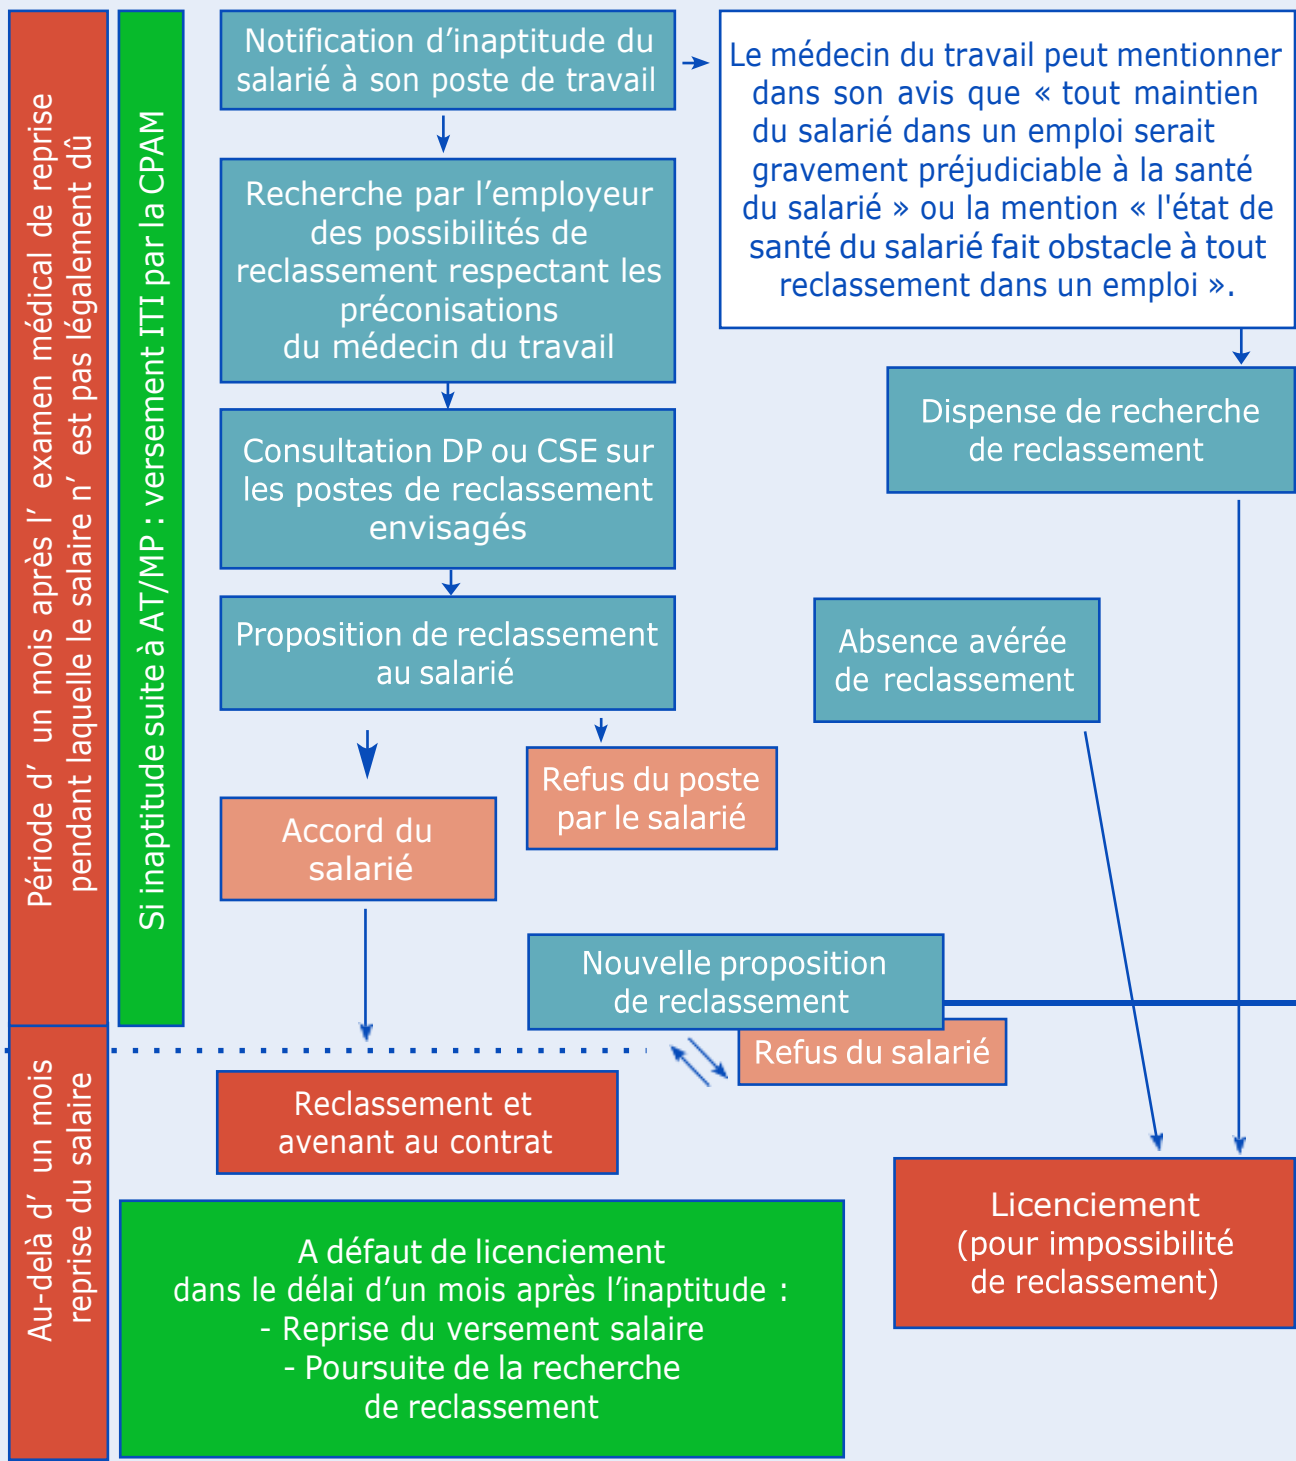 Période d’ un mois après l’ examen médical de reprise
pendant laquelle le salaire n’ est pas légalement dû
Au-delà d’ un mois
reprise du salaire
Si inaptitude suite à AT/MP : versement ITI par la CPAM
Notification d’inaptitude du
salarié à son poste de travail
Le médecin du travail peut mentionner
dans son avis que « tout maintien
du salarié dans un emploi serait
gravement préjudiciable à la santé
du salarié » ou la mention « l'état de
santé du salarié fait obstacle à tout
reclassement dans un emploi ».
Recherche par l’employeur
des possibilités de
reclassement respectant les
préconisations
du médecin du travail
Dispense de recherche
de reclassement
Consultation DP ou CSE sur
les postes de reclassement
envisagés
Proposition de reclassement
au salarié
Absence avérée
de reclassement
Refus du poste
par le salarié
Accord du
salarié
Nouvelle proposition
de reclassement
Refus du salarié
Reclassement et
avenant au contrat
Licenciement
(pour impossibilité
de reclassement)
A défaut de licenciement
dans le délai d’un mois après l’inaptitude :
- Reprise du versement salaire
- Poursuite de la recherche
de reclassement